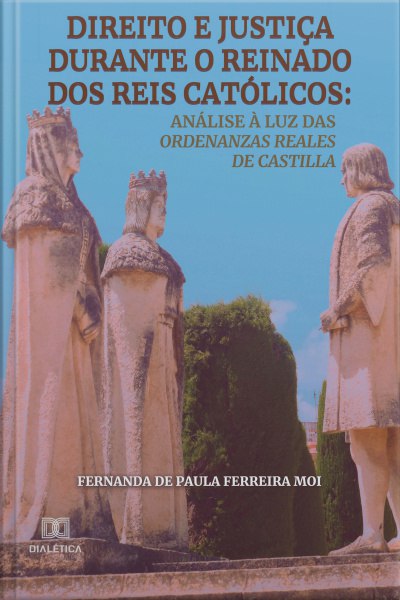 DIREITO E JUSTIÇA
DURANTE O REINADO
DOS REIS CATÓLICOS:
ANÁLISE À LUZ DAS
ORDENANZAS REALES
DE CASTILLA
FERNANDA DE PAULA FERREIRA MOI
DIALÉTICA